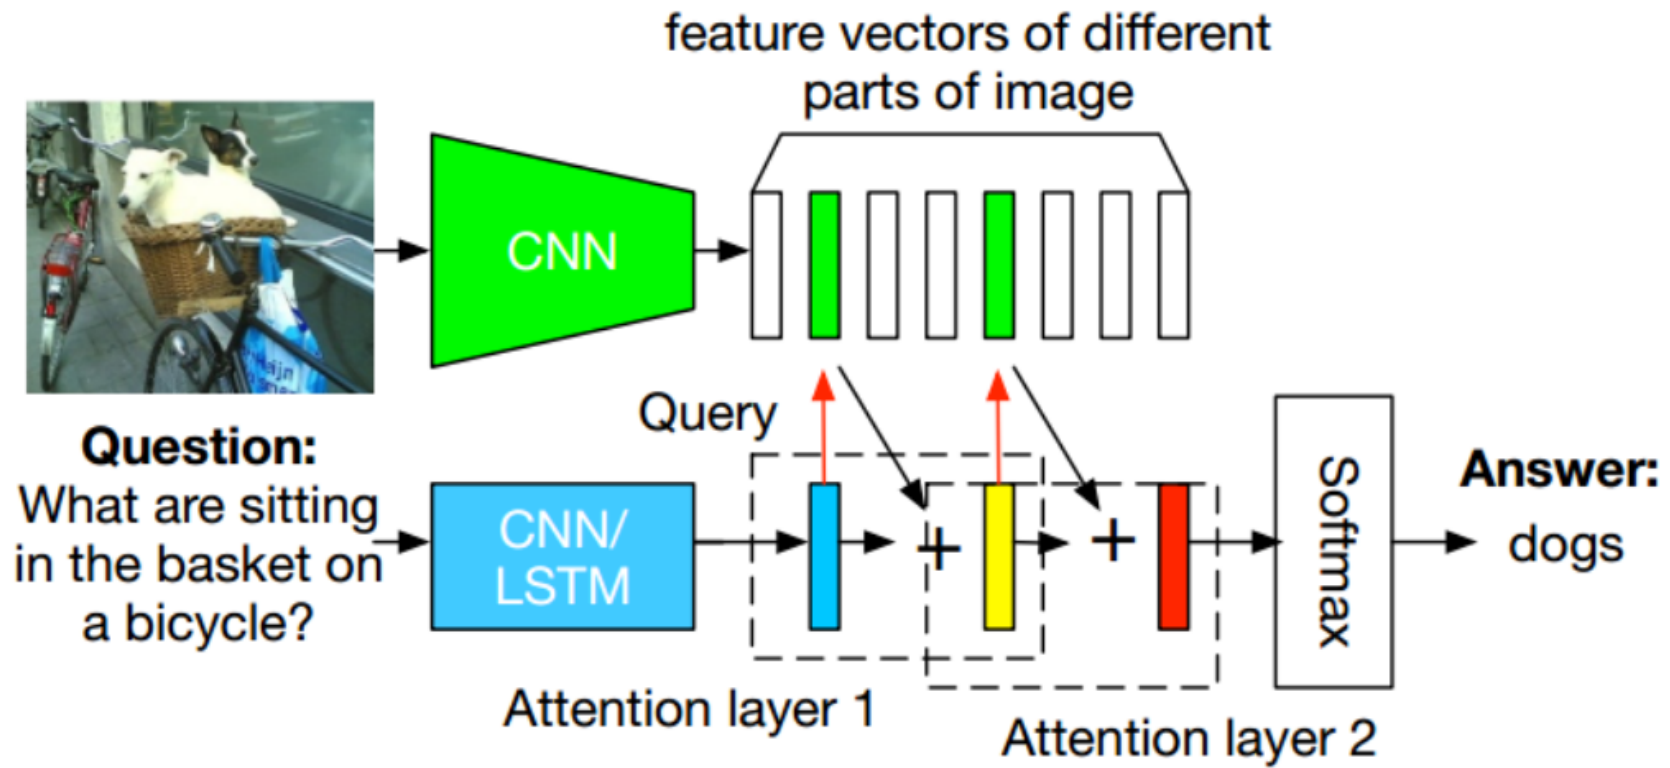 feature vectors of different
parts of image
CNN
Query
Question:
What are sitting
in the basket on
a bicycle?
CNN/
LSTM
+
+
Softmax
Answer:
dogs
Attention layer 1
Attention layer 2